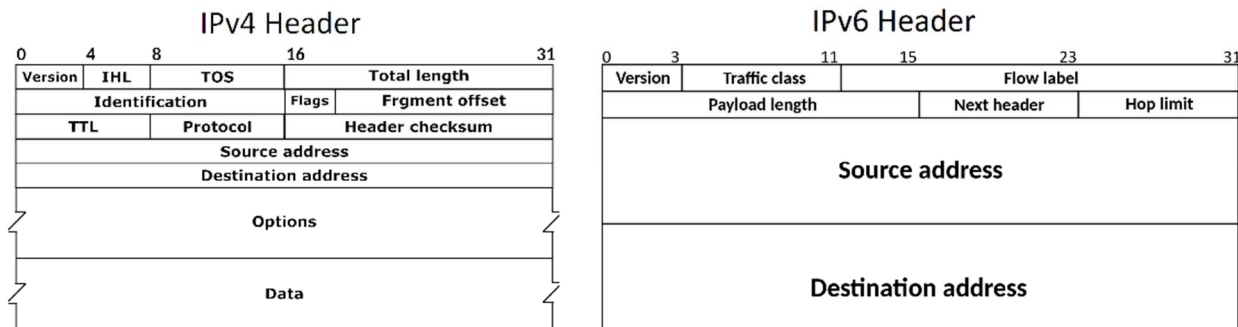 IPv4 Header
0 4 8 16 31
Version IHL TOS Total length
Identification Flags Frgment offset
TTL Protocol Header checksum
Source address
Destination address
Options
Data
IPv6 Header
0 3 11 15 23 31
Version Traffic class Flow label
Payload length Next header Hop limit
Source address
Destination address